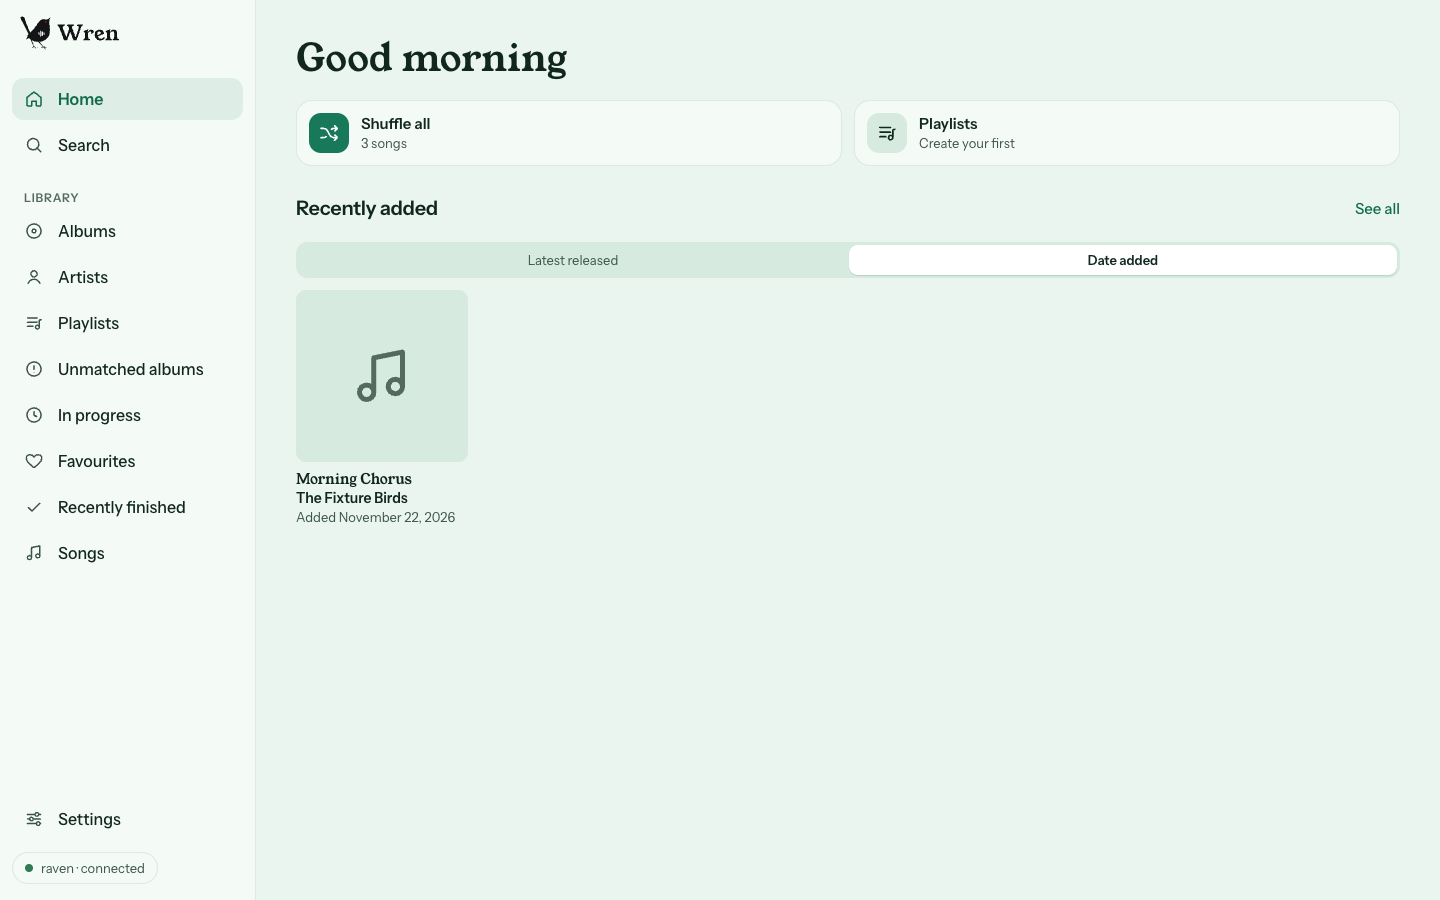 Wren
Home
Search
LIBRARY
Albums
Artists
Playlists
Unmatched albums
In progress
Favourites
Recently finished
Songs
Settings
raven · connected
Good morning
Shuffle all
3 songs
Playlists
Create your first
Recently added
See all
Latest released
Date added
Morning Chorus
The Fixture Birds
Added November 22, 2026